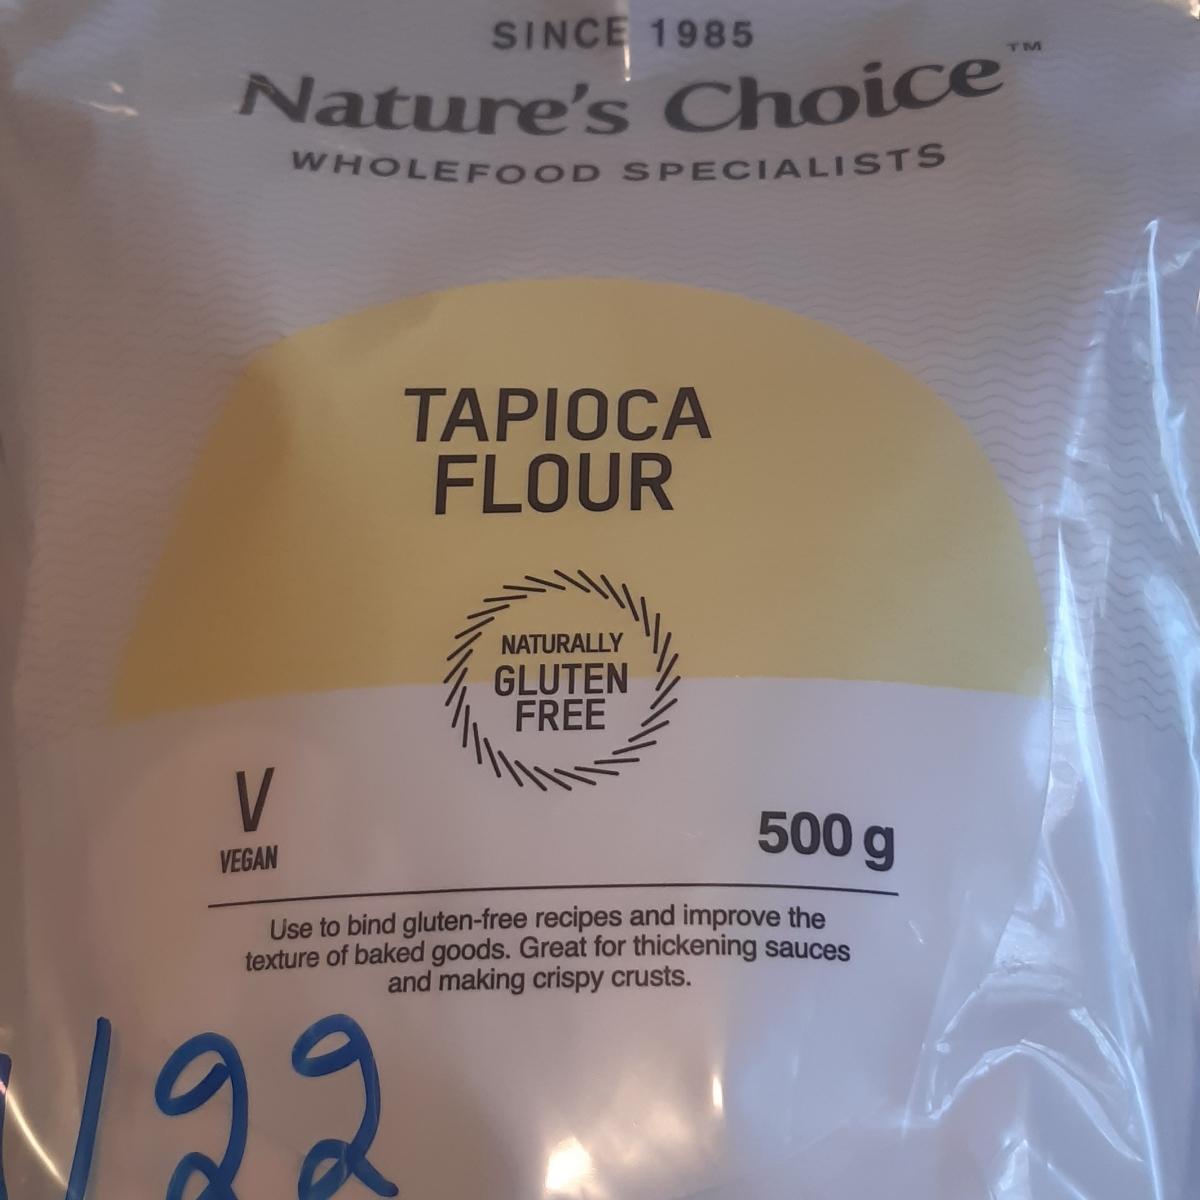 SINCE 1985
Nature's Choice™
WHOLEFOOD SPECIALISTS
TAPIOCA
FLOUR
NATURALLY
GLUTEN
FREE
V
VEGAN
500 g
Use to bind gluten-free recipes and improve the
texture of baked goods. Great for thickening sauces
and making crispy crusts.
/22